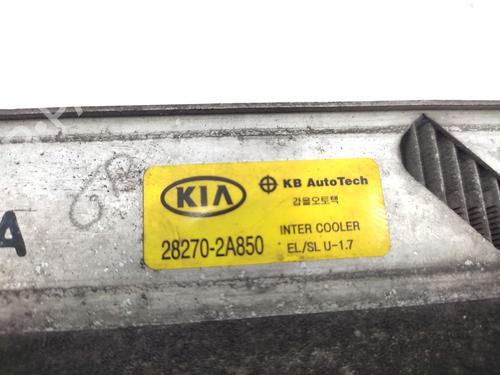 KIA
KB AutoTech
갑을오토텍
28270-2A850
INTER COOLER
EL/SL U-1.7
A